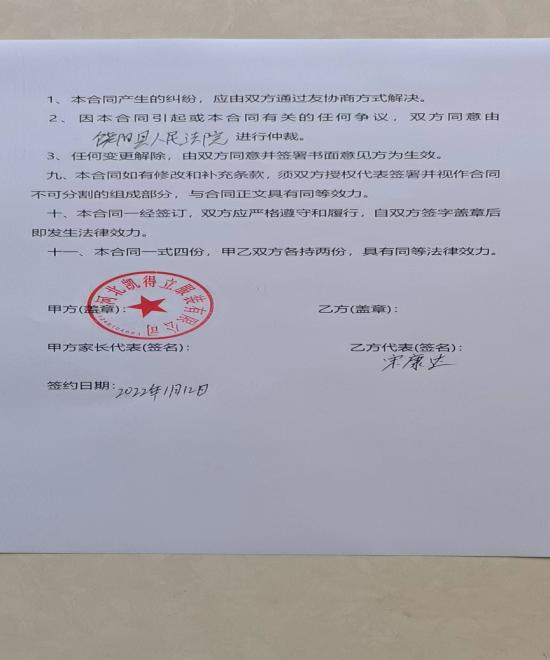 1、本合同产生的纠纷，应由双方通过友协商方式解决。
2、因本合同引起或本合同有关的任何争议，双方同意由
饶阳县人民法院 进行仲裁。
3、任何变更解除，由双方同意并签署书面意见方为生效。
九、本合同如有修改和补充条款，须双方授权代表签署并视作合同
不可分割的组成部分，与合同正文具有同等效力。
十、本合同一经签订，双方应严格遵守和履行，自双方签字盖章后
即发生法律效力。
十一、本合同一式四份，甲乙双方各持两份，具有同等法律效力。
河北凯得立服装有限公司
甲方(盖章)： 乙方(盖章)：
甲方家长代表(签名)： 乙方代表(签名)：
宋康达
签约日期：2022年1月12日